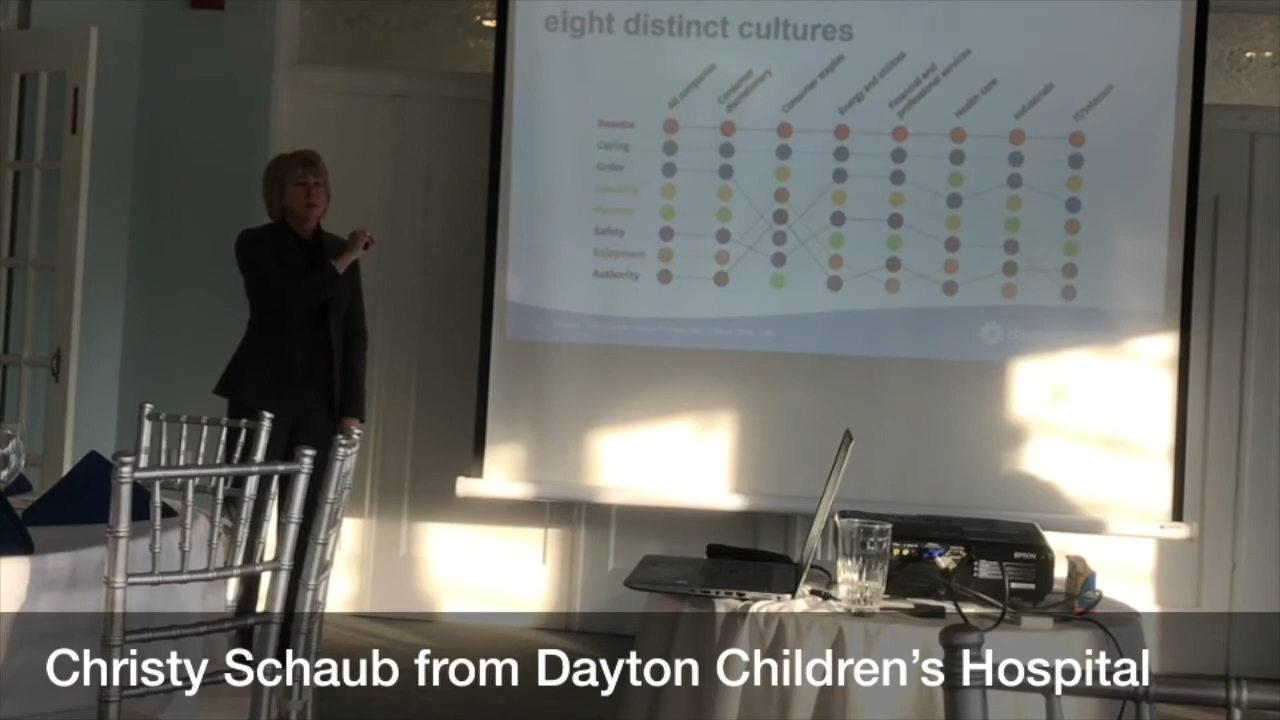 eight distinct cultures
All companies
Consumer
discretionary
Consumer staples
Energy and utilities
Financial and
professional services
Health care
Industrials
IT/telecom
Results
Caring
Order
Learning
Purpose
Safety
Enjoyment
Authority
EPSON
Christy Schaub from Dayton Children’s Hospital